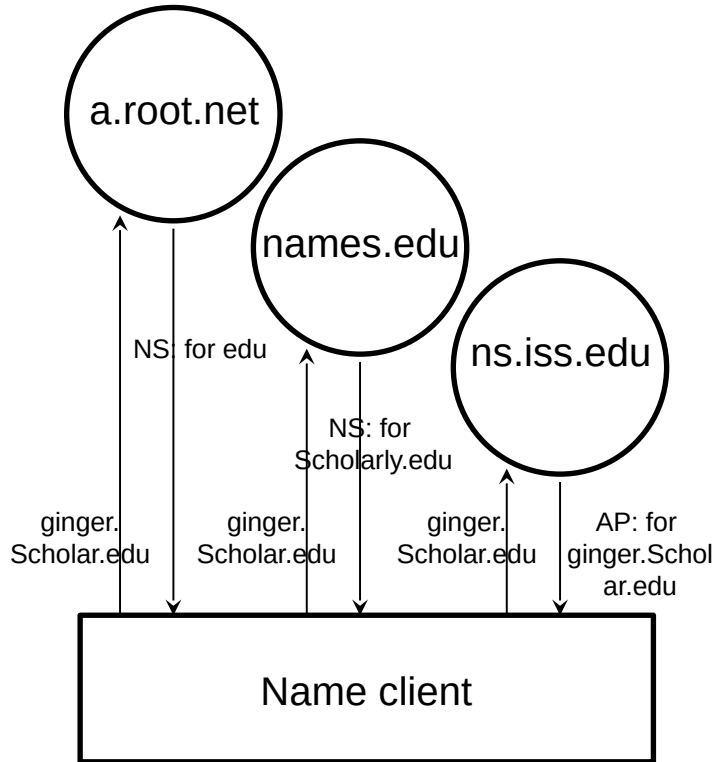 a.root.net
names.edu
ns.iss.edu
NS: for edu
NS: for
Scholarly.edu
ginger.
Scholar.edu
ginger.
Scholar.edu
ginger.
Scholar.edu
AP: for
ginger.Schol
ar.edu
Name client